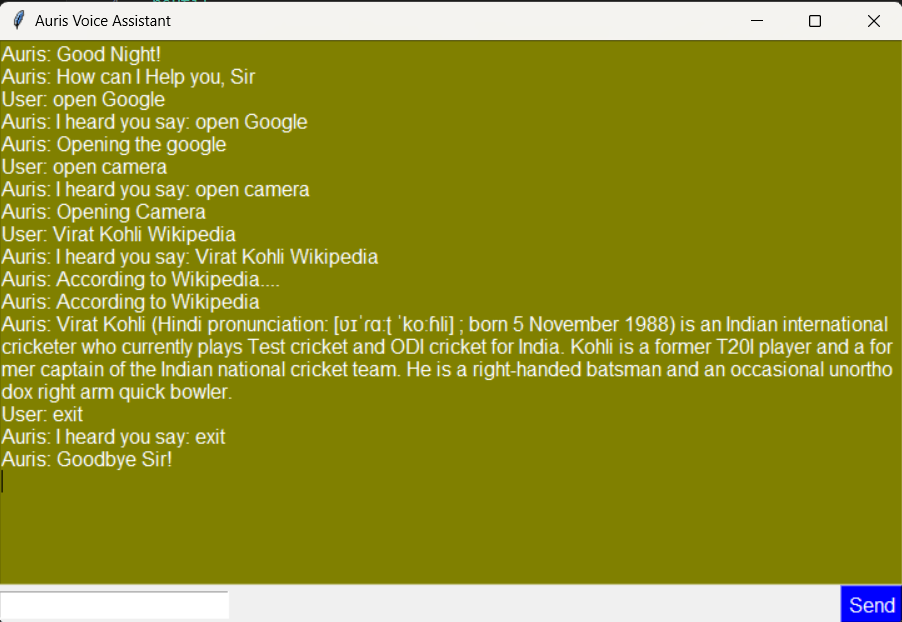 Auris Voice Assistant
Auris: Good Night!
Auris: How can I Help you, Sir
User: open Google
Auris: I heard you say: open Google
Auris: Opening the google
User: open camera
Auris: I heard you say: open camera
Auris: Opening Camera
User: Virat Kohli Wikipedia
Auris: I heard you say: Virat Kohli Wikipedia
Auris: According to Wikipedia....
Auris: According to Wikipedia
Auris: Virat Kohli (Hindi pronunciation: [ʋɪˈɾɑːʈ ˈkoːɦli] ; born 5 November 1988) is an Indian international
cricketer who currently plays Test cricket and ODI cricket for India. Kohli is a former T20I player and a for
mer captain of the Indian national cricket team. He is a right-handed batsman and an occasional unortho
dox right arm quick bowler.
User: exit
Auris: I heard you say: exit
Auris: Goodbye Sir!
Send